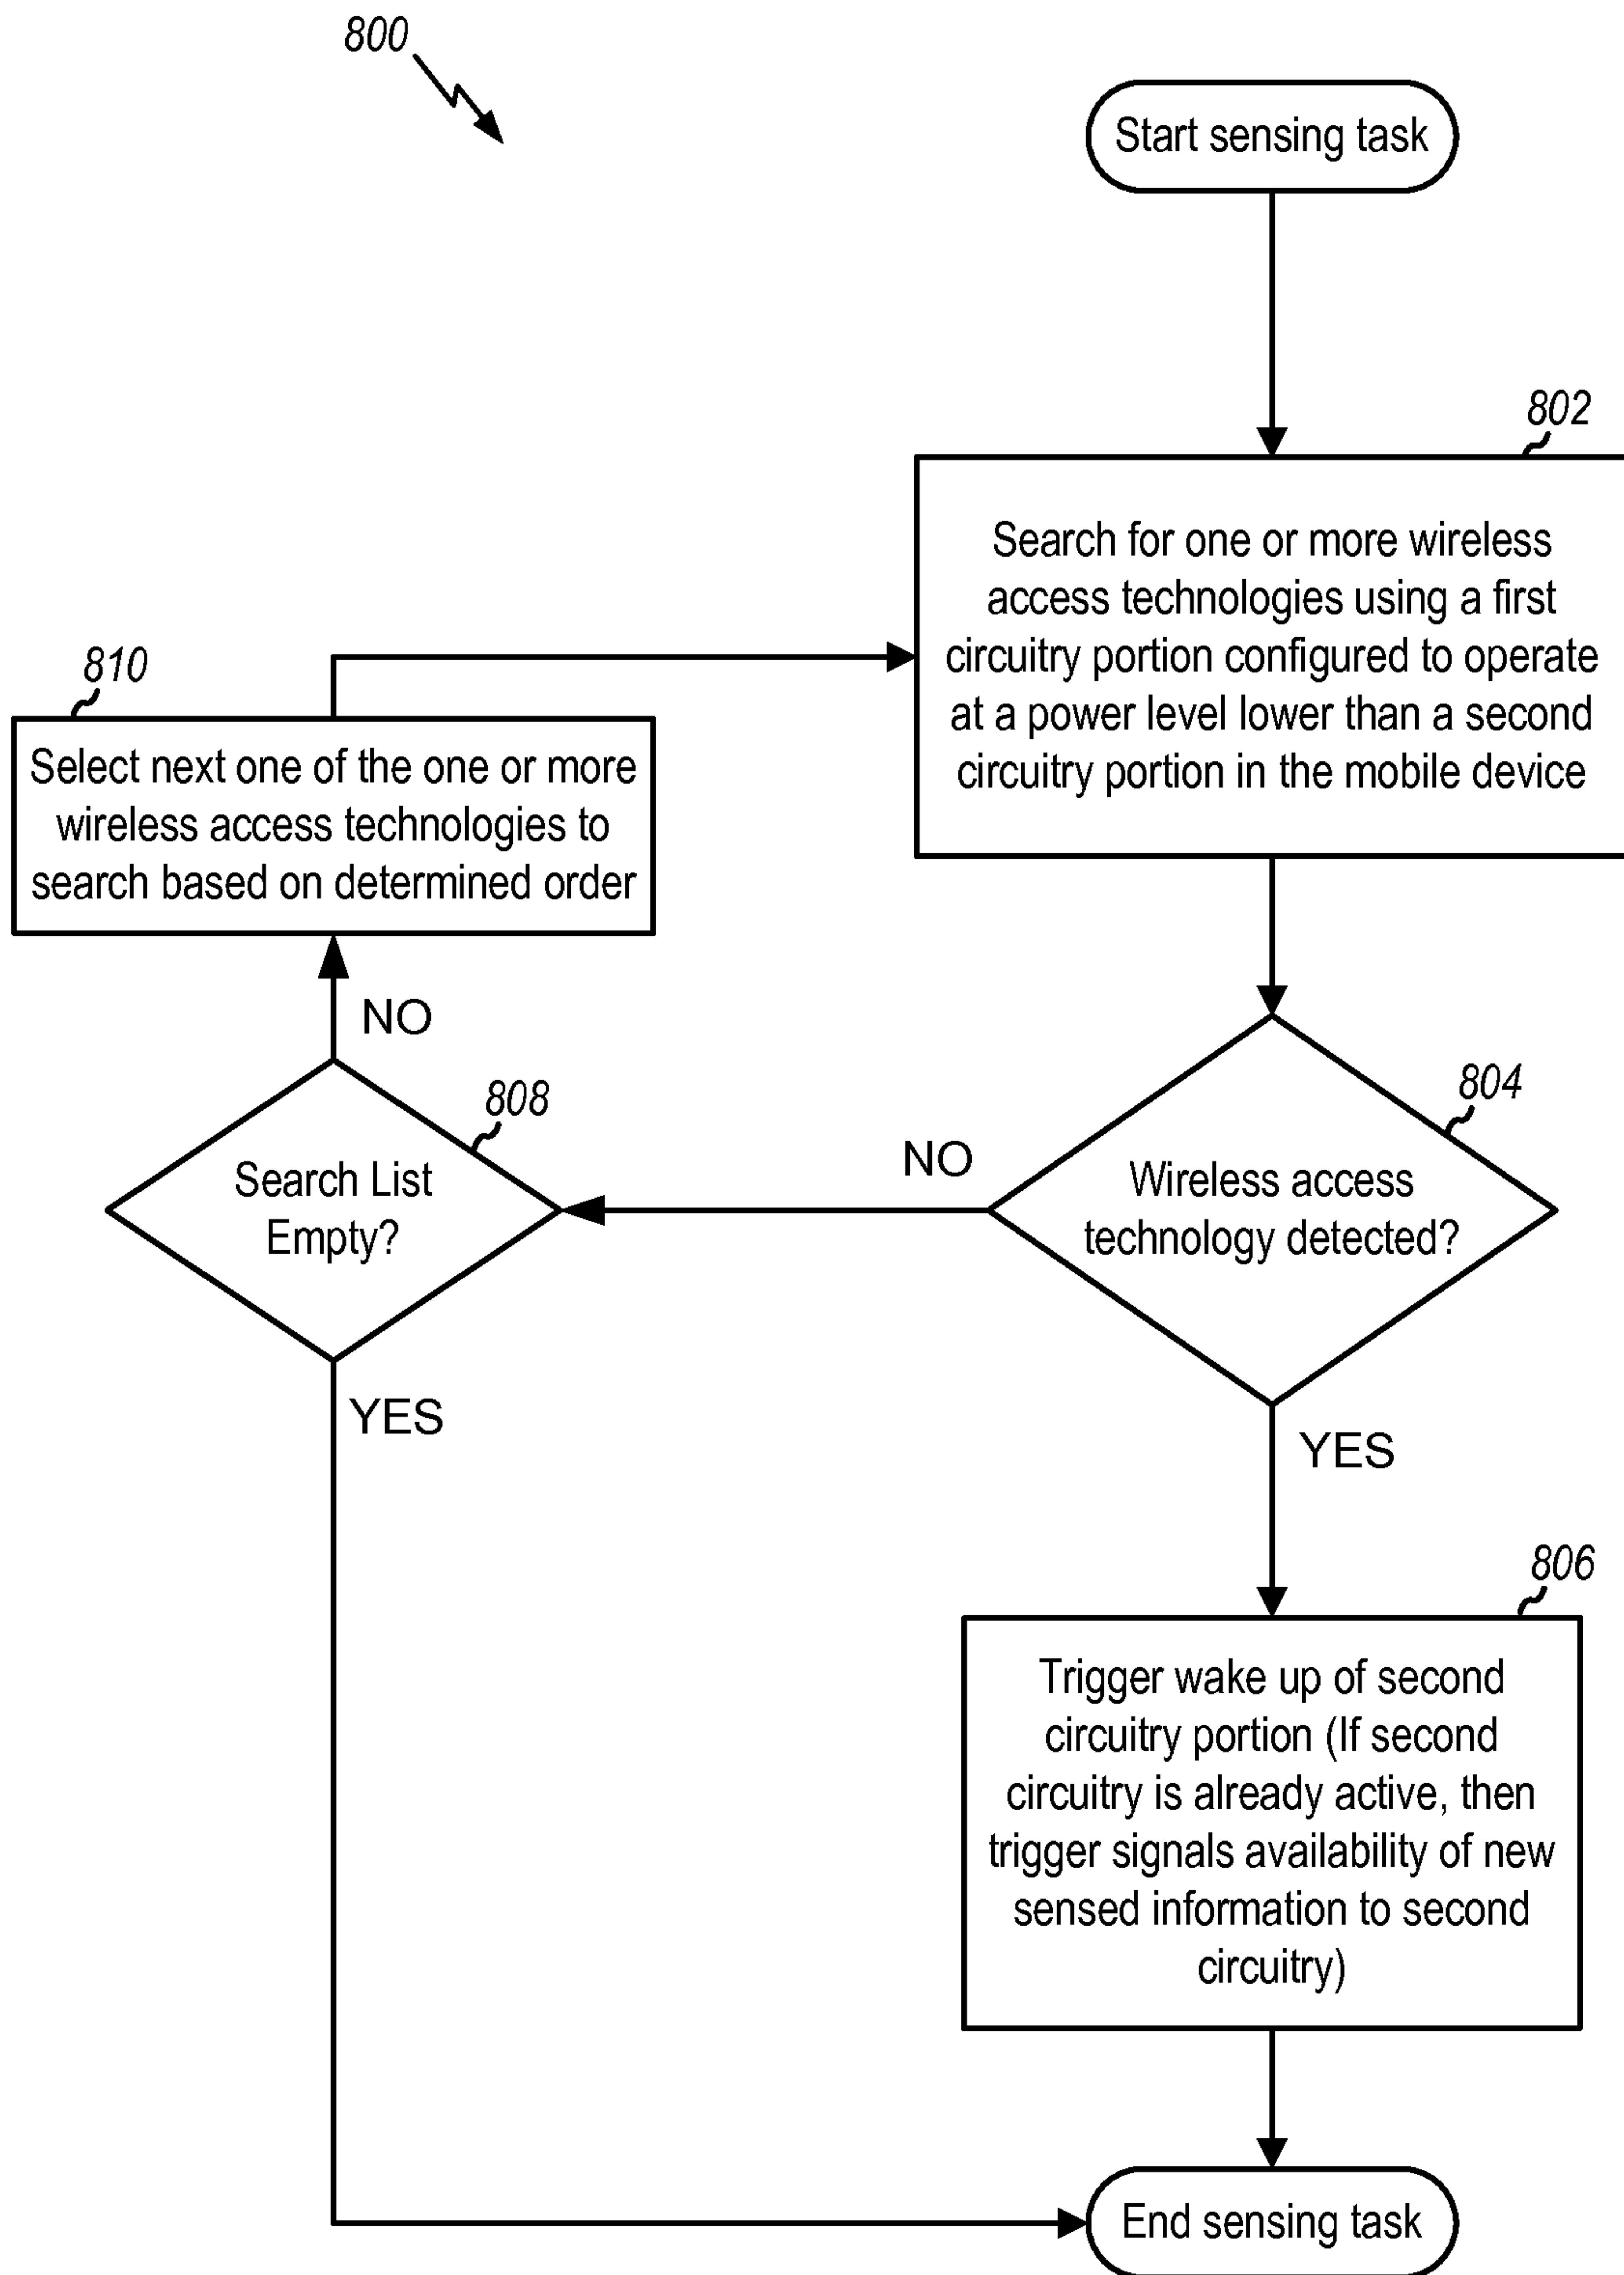 800
Start sensing task
802
Search for one or more wireless
access technologies using a first
circuitry portion configured to operate
at a power level lower than a second
circuitry portion in the mobile device
810
Select next one of the one or more
wireless access technologies to
search based on determined order
NO
808
Search List
Empty?
YES
NO
804
Wireless access
technology detected?
YES
806
Trigger wake up of second
circuitry portion (If second
circuitry is already active, then
trigger signals availability of new
sensed information to second
circuitry)
End sensing task